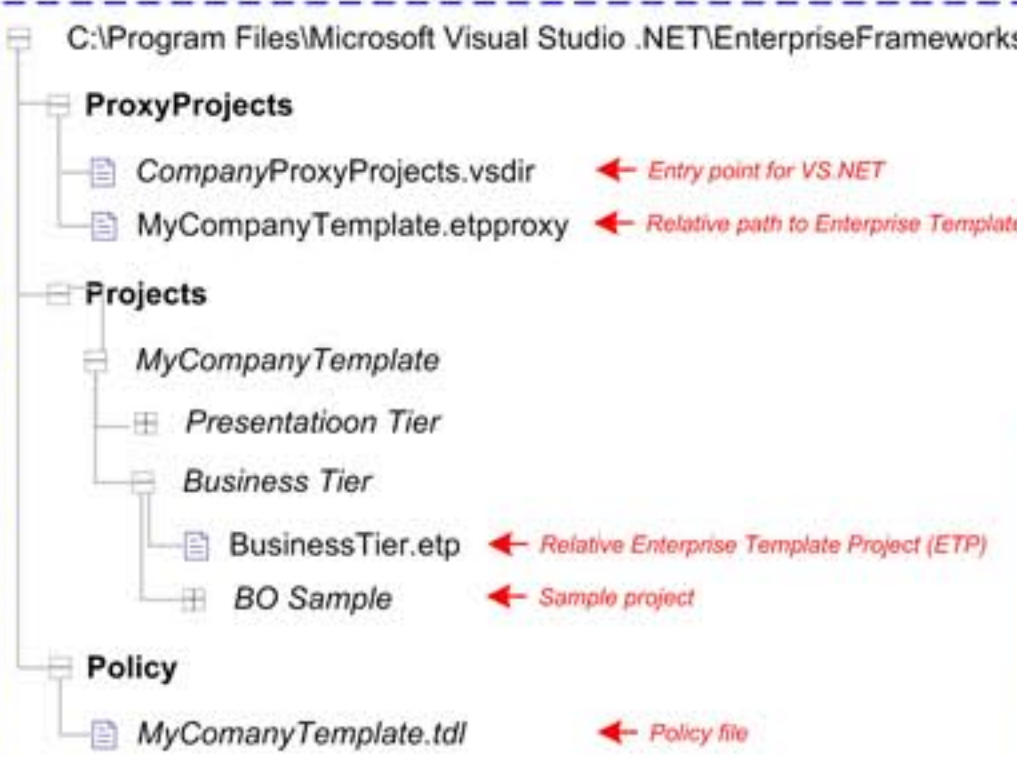 C:\Program Files\Microsoft Visual Studio .NET\EnterpriseFrameworks
ProxyProjects
CompanyProxyProjects.vsdir Entry point for VS.NET
MyCompanyTemplate.etpproxy Relative path to Enterprise Template
Projects
MyCompanyTemplate
Presentatioon Tier
Business Tier
BusinessTier.etp Relative Enterprise Template Project (ETP)
BO Sample Sample project
Policy
MyComanyTemplate.tdl Policy file